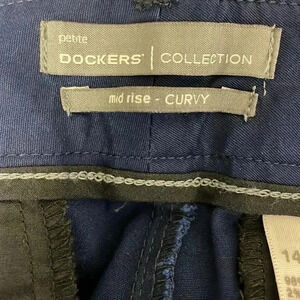 petite
DOCKERS' | COLLECTION
mid rise - CURVY
14